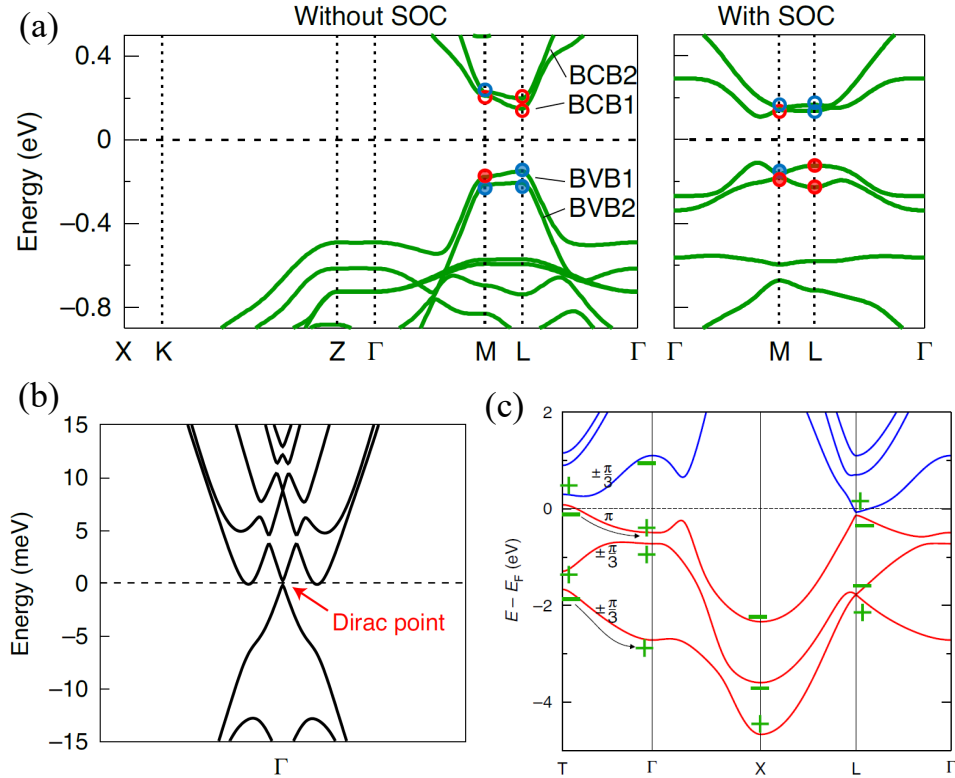 (a)
Without SOC
With SOC
Energy (eV)
0.4
0
−0.4
−0.8
BCB2
BCB1
BVB1
BVB2
X K Z Γ M L Γ
Γ M L Γ
(b)
Energy (meV)
15
10
5
0
−5
−10
−15
Dirac point
Γ
(c)
E − E_F (eV)
2
0
−2
−4
± π/3
π
± π/3
± π/3
T Γ X L Γ